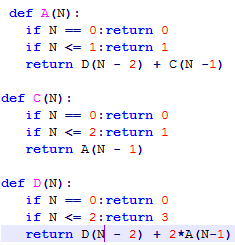 def A(N):
if N == 0:return 0
if N <= 1:return 1
return D(N - 2) + C(N -1)
def C(N):
if N == 0:return 0
if N <= 2:return 1
return A(N - 1)
def D(N):
if N == 0:return 0
if N <= 2:return 3
return D(N - 2) + 2*A(N-1)